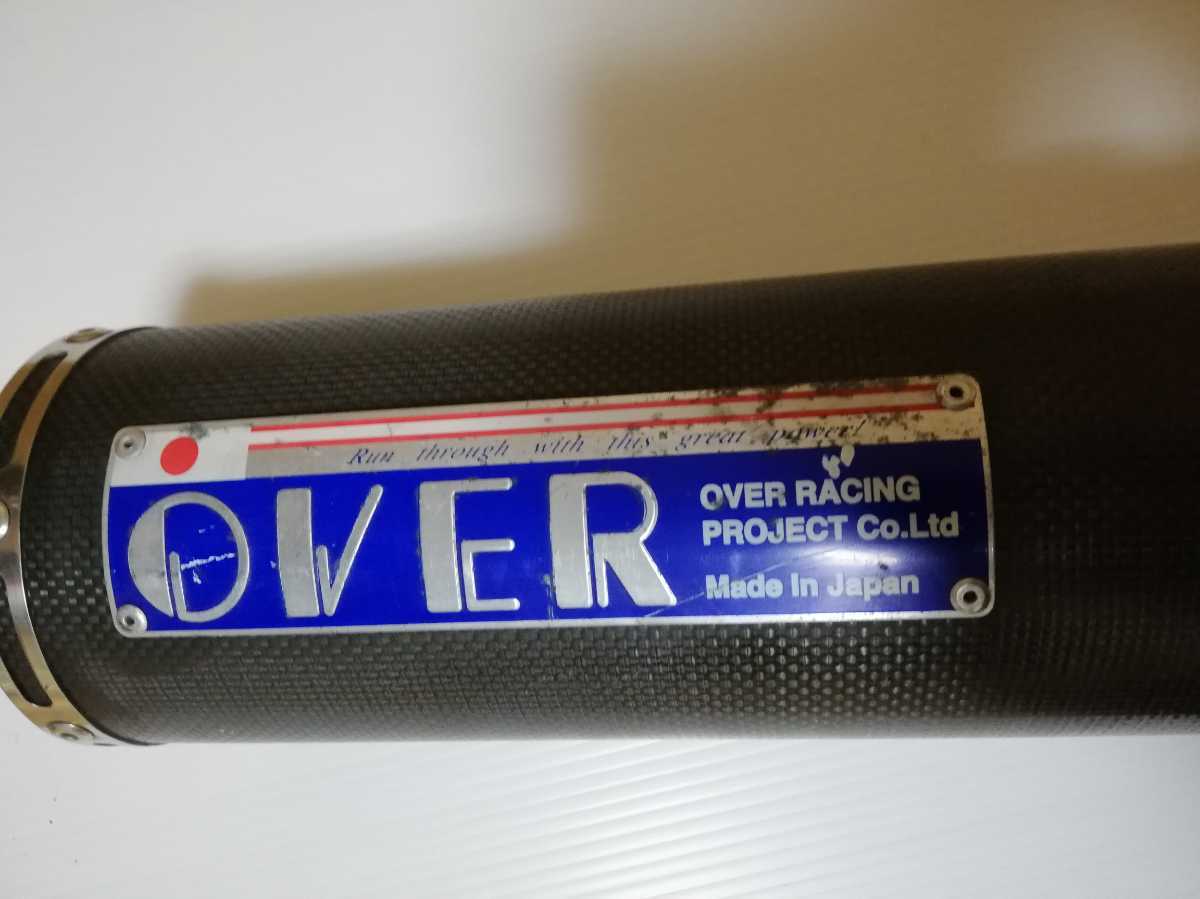 Run through with this great power!
OVER
OVER RACING
PROJECT Co.Ltd
Made In Japan